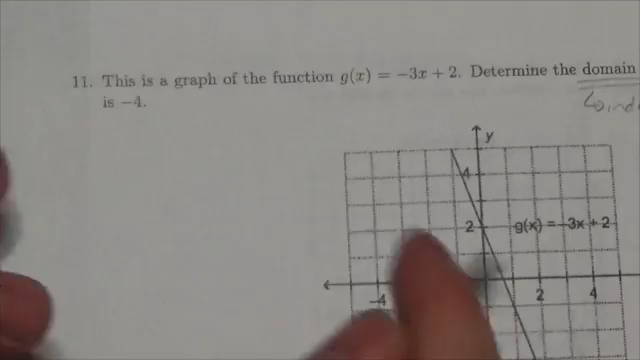 11. This is a graph of the function g(x) = −3x + 2. Determine the domain
is −4.
y
4
2
g(x) = −3x + 2
−4
2
4